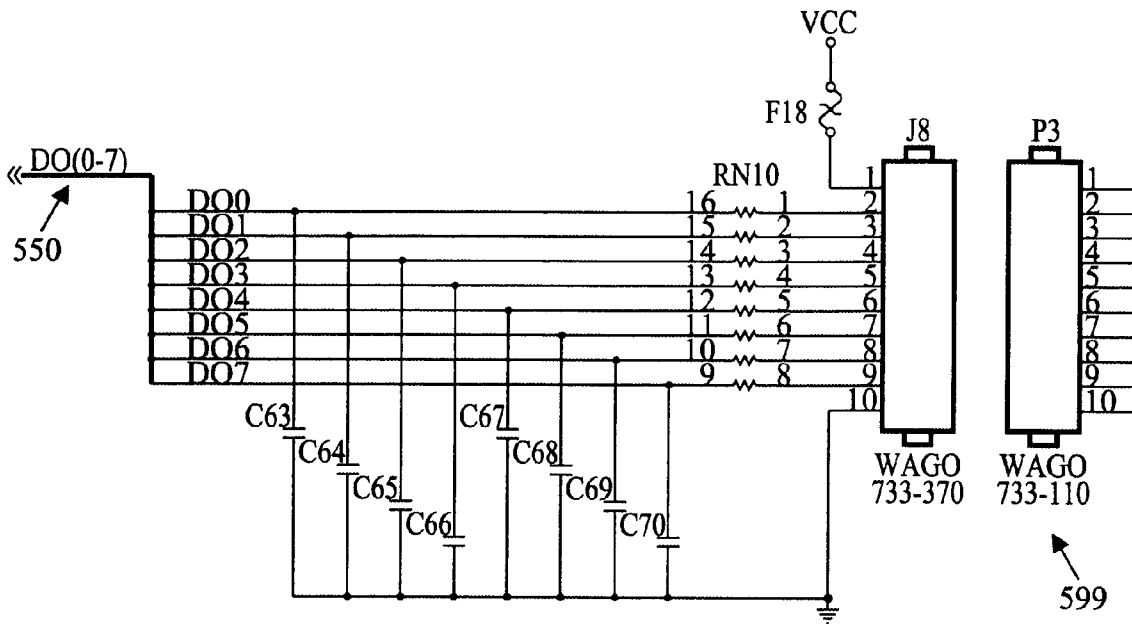 VCC
F18
J8
P3
DO(0-7)
RN10
550
DO0
DO1
DO2
DO3
DO4
DO5
DO6
DO7
16
15
14
13
12
11
10
9
1
2
3
4
5
6
7
8
1
2
3
4
5
6
7
8
9
10
1
2
3
4
5
6
7
8
9
10
C63
C64
C65
C66
C67
C68
C69
C70
WAGO
733-370
WAGO
733-110
599